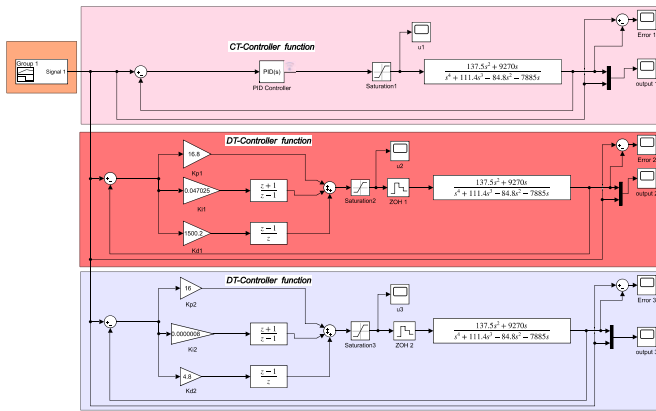 CT-Controller function
Group 1
Signal 1
PID(s)
PID Controller
Saturation1
u1
137.5s² + 9270s
s⁴ + 111.4s³ − 84.8s² − 7885s
Error 1
output 1
DT-Controller function
16.8
Kp1
0.047025
Ki1
1500.2
Kd1
z + 1
z − 1
z − 1
z
Saturation2
u2
ZOH 1
137.5s² + 9270s
s⁴ + 111.4s³ − 84.8s² − 7885s
Error 2
output 2
DT-Controller function
16
Kp2
0.0000008
Ki2
4.8
Kd2
z + 1
z − 1
z − 1
z
Saturation3
u3
ZOH 2
137.5s² + 9270s
s⁴ + 111.4s³ − 84.8s² − 7885s
Error 3
output 3